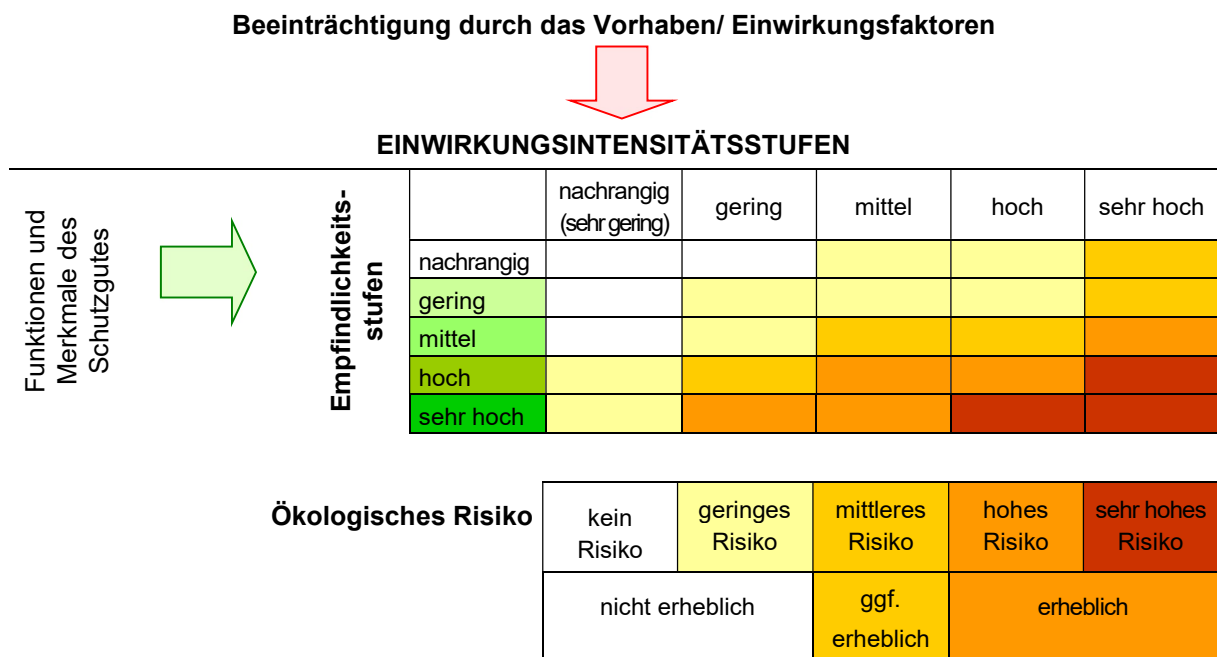 Beeinträchtigung durch das Vorhaben/ Einwirkungsfaktoren
EINWIRKUNGSINTENSITÄTSSTUFEN
Funktionen und
Merkmale des
Schutzgutes
Empfindlichkeits-
stufen
nachrangig
(sehr gering)
gering
mittel
hoch
sehr hoch
nachrangig
gering
mittel
hoch
sehr hoch
Ökologisches Risiko
kein
Risiko
geringes
Risiko
mittleres
Risiko
hohes
Risiko
sehr hohes
Risiko
nicht erheblich
ggf.
erheblich
erheblich